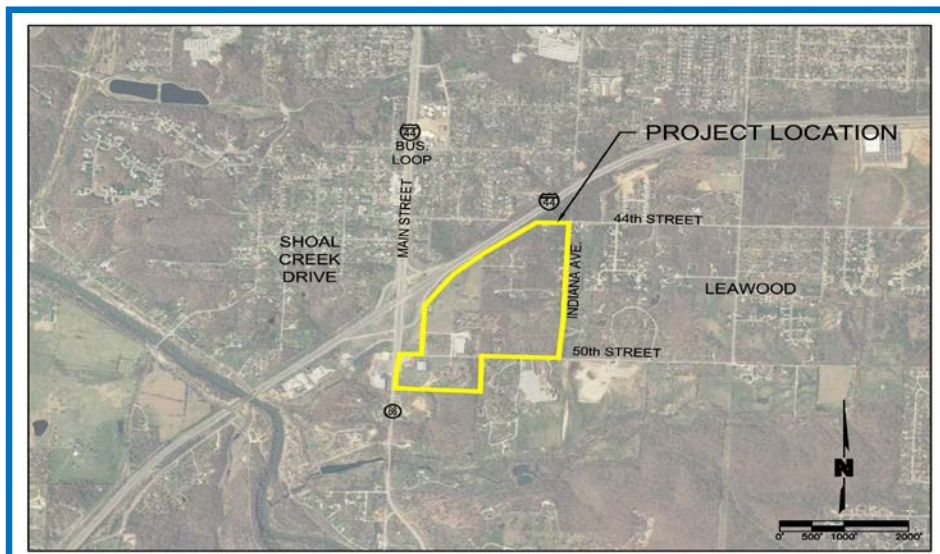 PROJECT LOCATION
44
BUS.
LOOP
MAIN STREET
44
44th STREET
SHOAL
CREEK
DRIVE
INDIANA AVE.
LEAWOOD
50th STREET
N
0' 500' 1000' 2000'